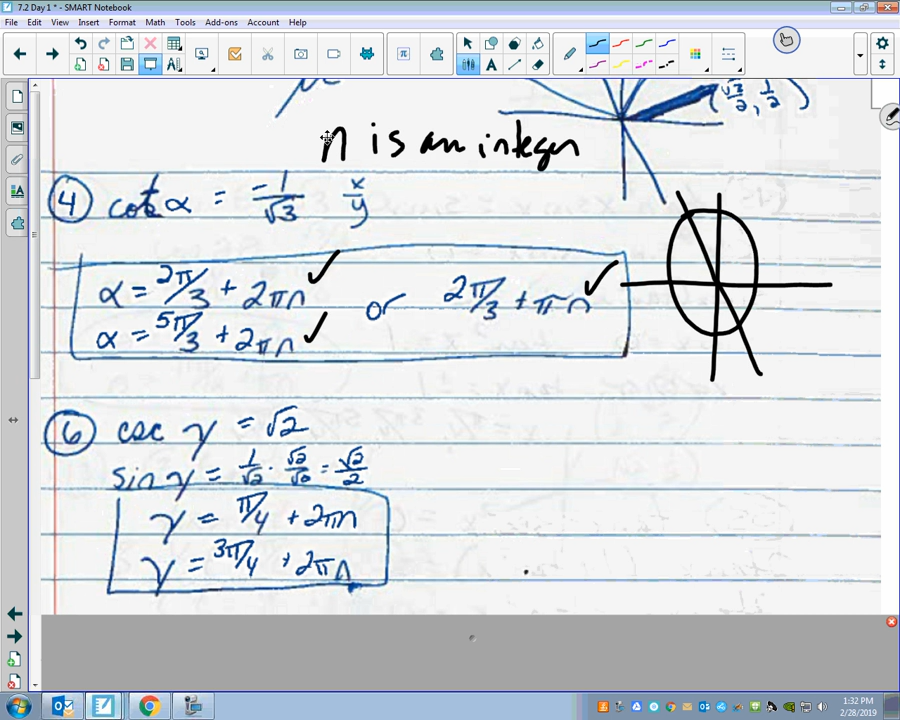 7.2 Day 1 * - SMART Notebook
File Edit View Insert Format Math Tools Add-ons Account Help
(√3/2, 1/2)
n is an integer
④ cot α = -1/√3 x/y
α = 2π/3 + 2πn or 2π/3 + πn
α = 5π/3 + 2πn
⑥ csc γ = √2
sin γ = 1/√2 · √2/√2 = √2/2
γ = π/4 + 2πn
γ = 3π/4 + 2πn
1:32 PM
2/28/2019